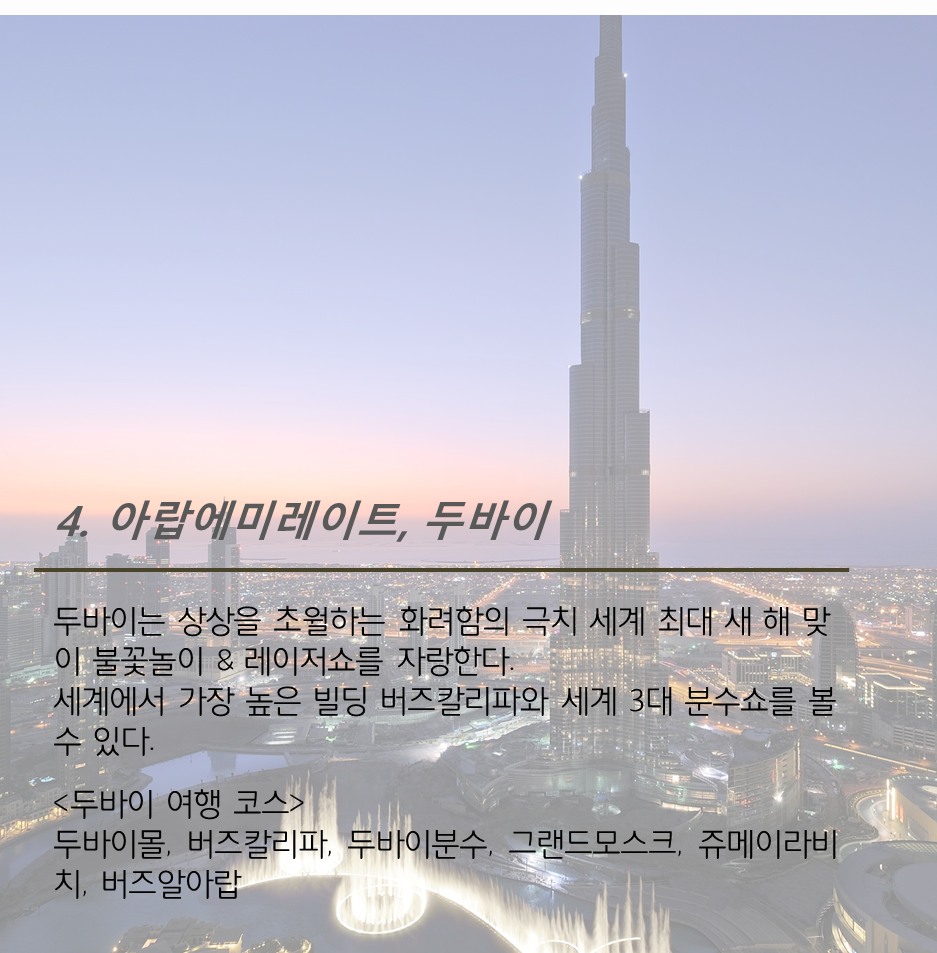 4. 아랍에미레이트, 두바이
두바이는 상상을 초월하는 화려함의 극치 세계 최대 새 해 맞
이 불꽃놀이 & 레이저쇼를 자랑한다.
세계에서 가장 높은 빌딩 버즈칼리파와 세계 3대 분수쇼를 볼
수 있다.
<두바이 여행 코스>
두바이몰, 버즈칼리파, 두바이분수, 그랜드모스크, 쥬메이라비
치, 버즈알아랍